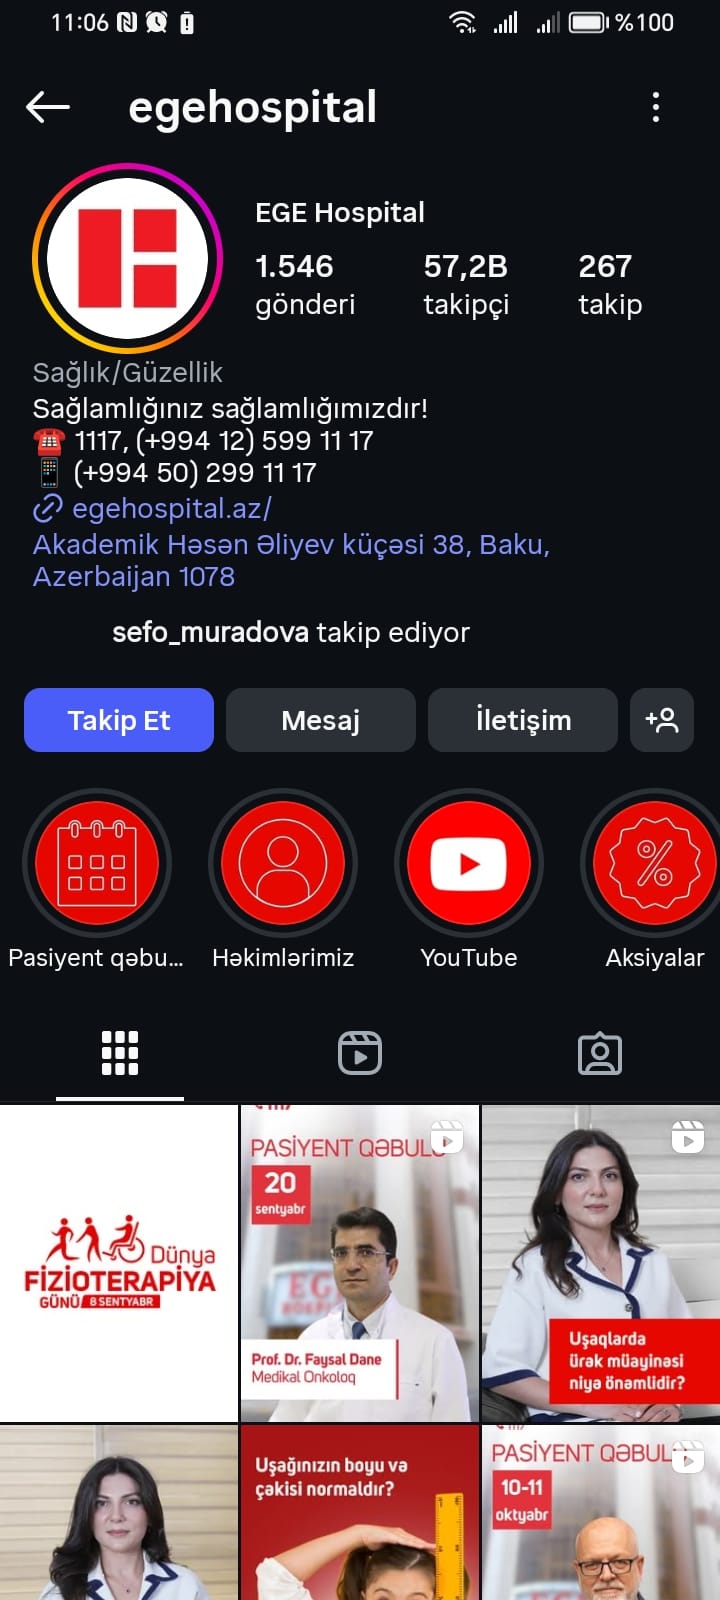 11:06
%100
egehospital
EGE Hospital
1.546
57,2B
267
gönderi
takipçi
takip
Sağlık/Güzellik
Sağlamlığınız sağlamlığımızdır!
☎️ 1117, (+994 12) 599 11 17
📱 (+994 50) 299 11 17
egehospital.az/
Akademik Həsən Əliyev küçəsi 38, Baku,
Azerbaijan 1078
sefo_muradova takip ediyor
Takip Et
Mesaj
İletişim
Pasiyent qəbu...
Həkimlərimiz
YouTube
Aksiyalar
Dünya
FİZİOTERAPİYA
GÜNÜ 8 SENTYABR
PASİYENT QƏBULU
20
sentyabr
Prof. Dr. Faysal Dane
Medikal Onkoloq
Uşaqlarda
ürək müayinəsi
niyə önəmlidir?
Uşağınızın boyu və
çəkisi normaldır?
PASİYENT QƏBUL
10-11
oktyabr